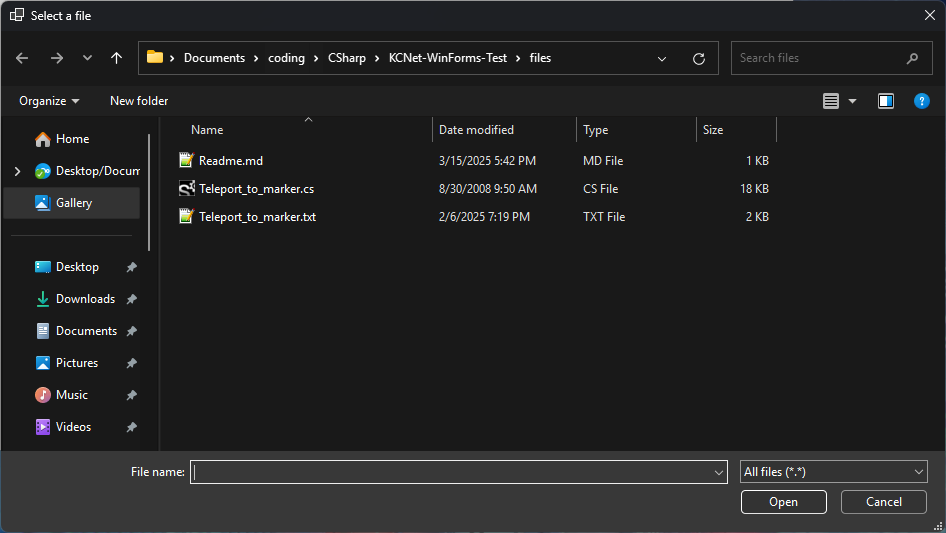 Select a file
Documents > coding > CSharp > KCNet-WinForms-Test > files
Search files
Organize New folder
?
Name Date modified Type Size
Home
Desktop/Docum
Gallery
Readme.md 3/15/2025 5:42 PM MD File 1 KB
Teleport_to_marker.cs 8/30/2008 9:50 AM CS File 18 KB
Teleport_to_marker.txt 2/6/2025 7:19 PM TXT File 2 KB
Desktop
Downloads
Documents
Pictures
Music
Videos
File name: All files (*.*)
Open Cancel